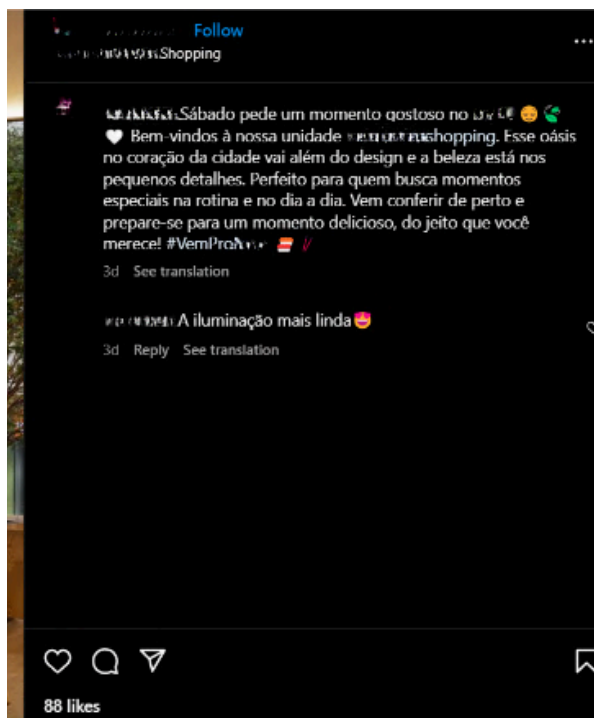 Follow
Shopping
Sábado pede um momento gostoso no 😌
🤍 Bem-vindos à nossa unidade shopping. Esse oásis
no coração da cidade vai além do design e a beleza está nos
pequenos detalhes. Perfeito para quem busca momentos
especiais na rotina e no dia a dia. Vem conferir de perto e
prepare-se para um momento delicioso, do jeito que você
merece! #VemPro
3d See translation
A iluminação mais linda🤩
3d Reply See translation
88 likes